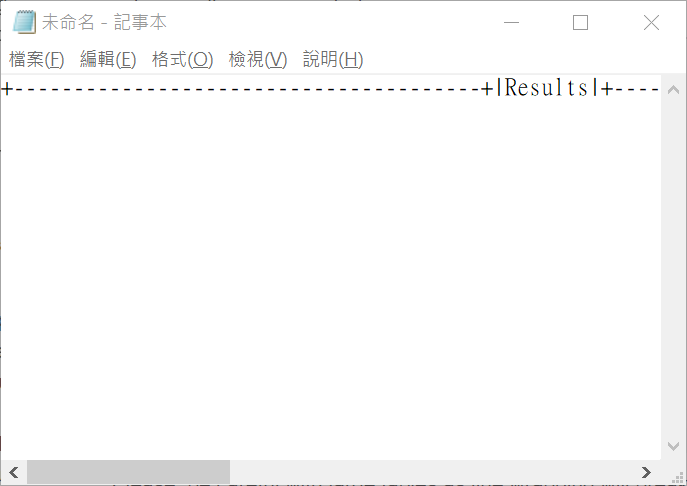 未命名 - 記事本
檔案(F) 編輯(E) 格式(O) 檢視(V) 說明(H)
+---------------------------------------+|Results|+----